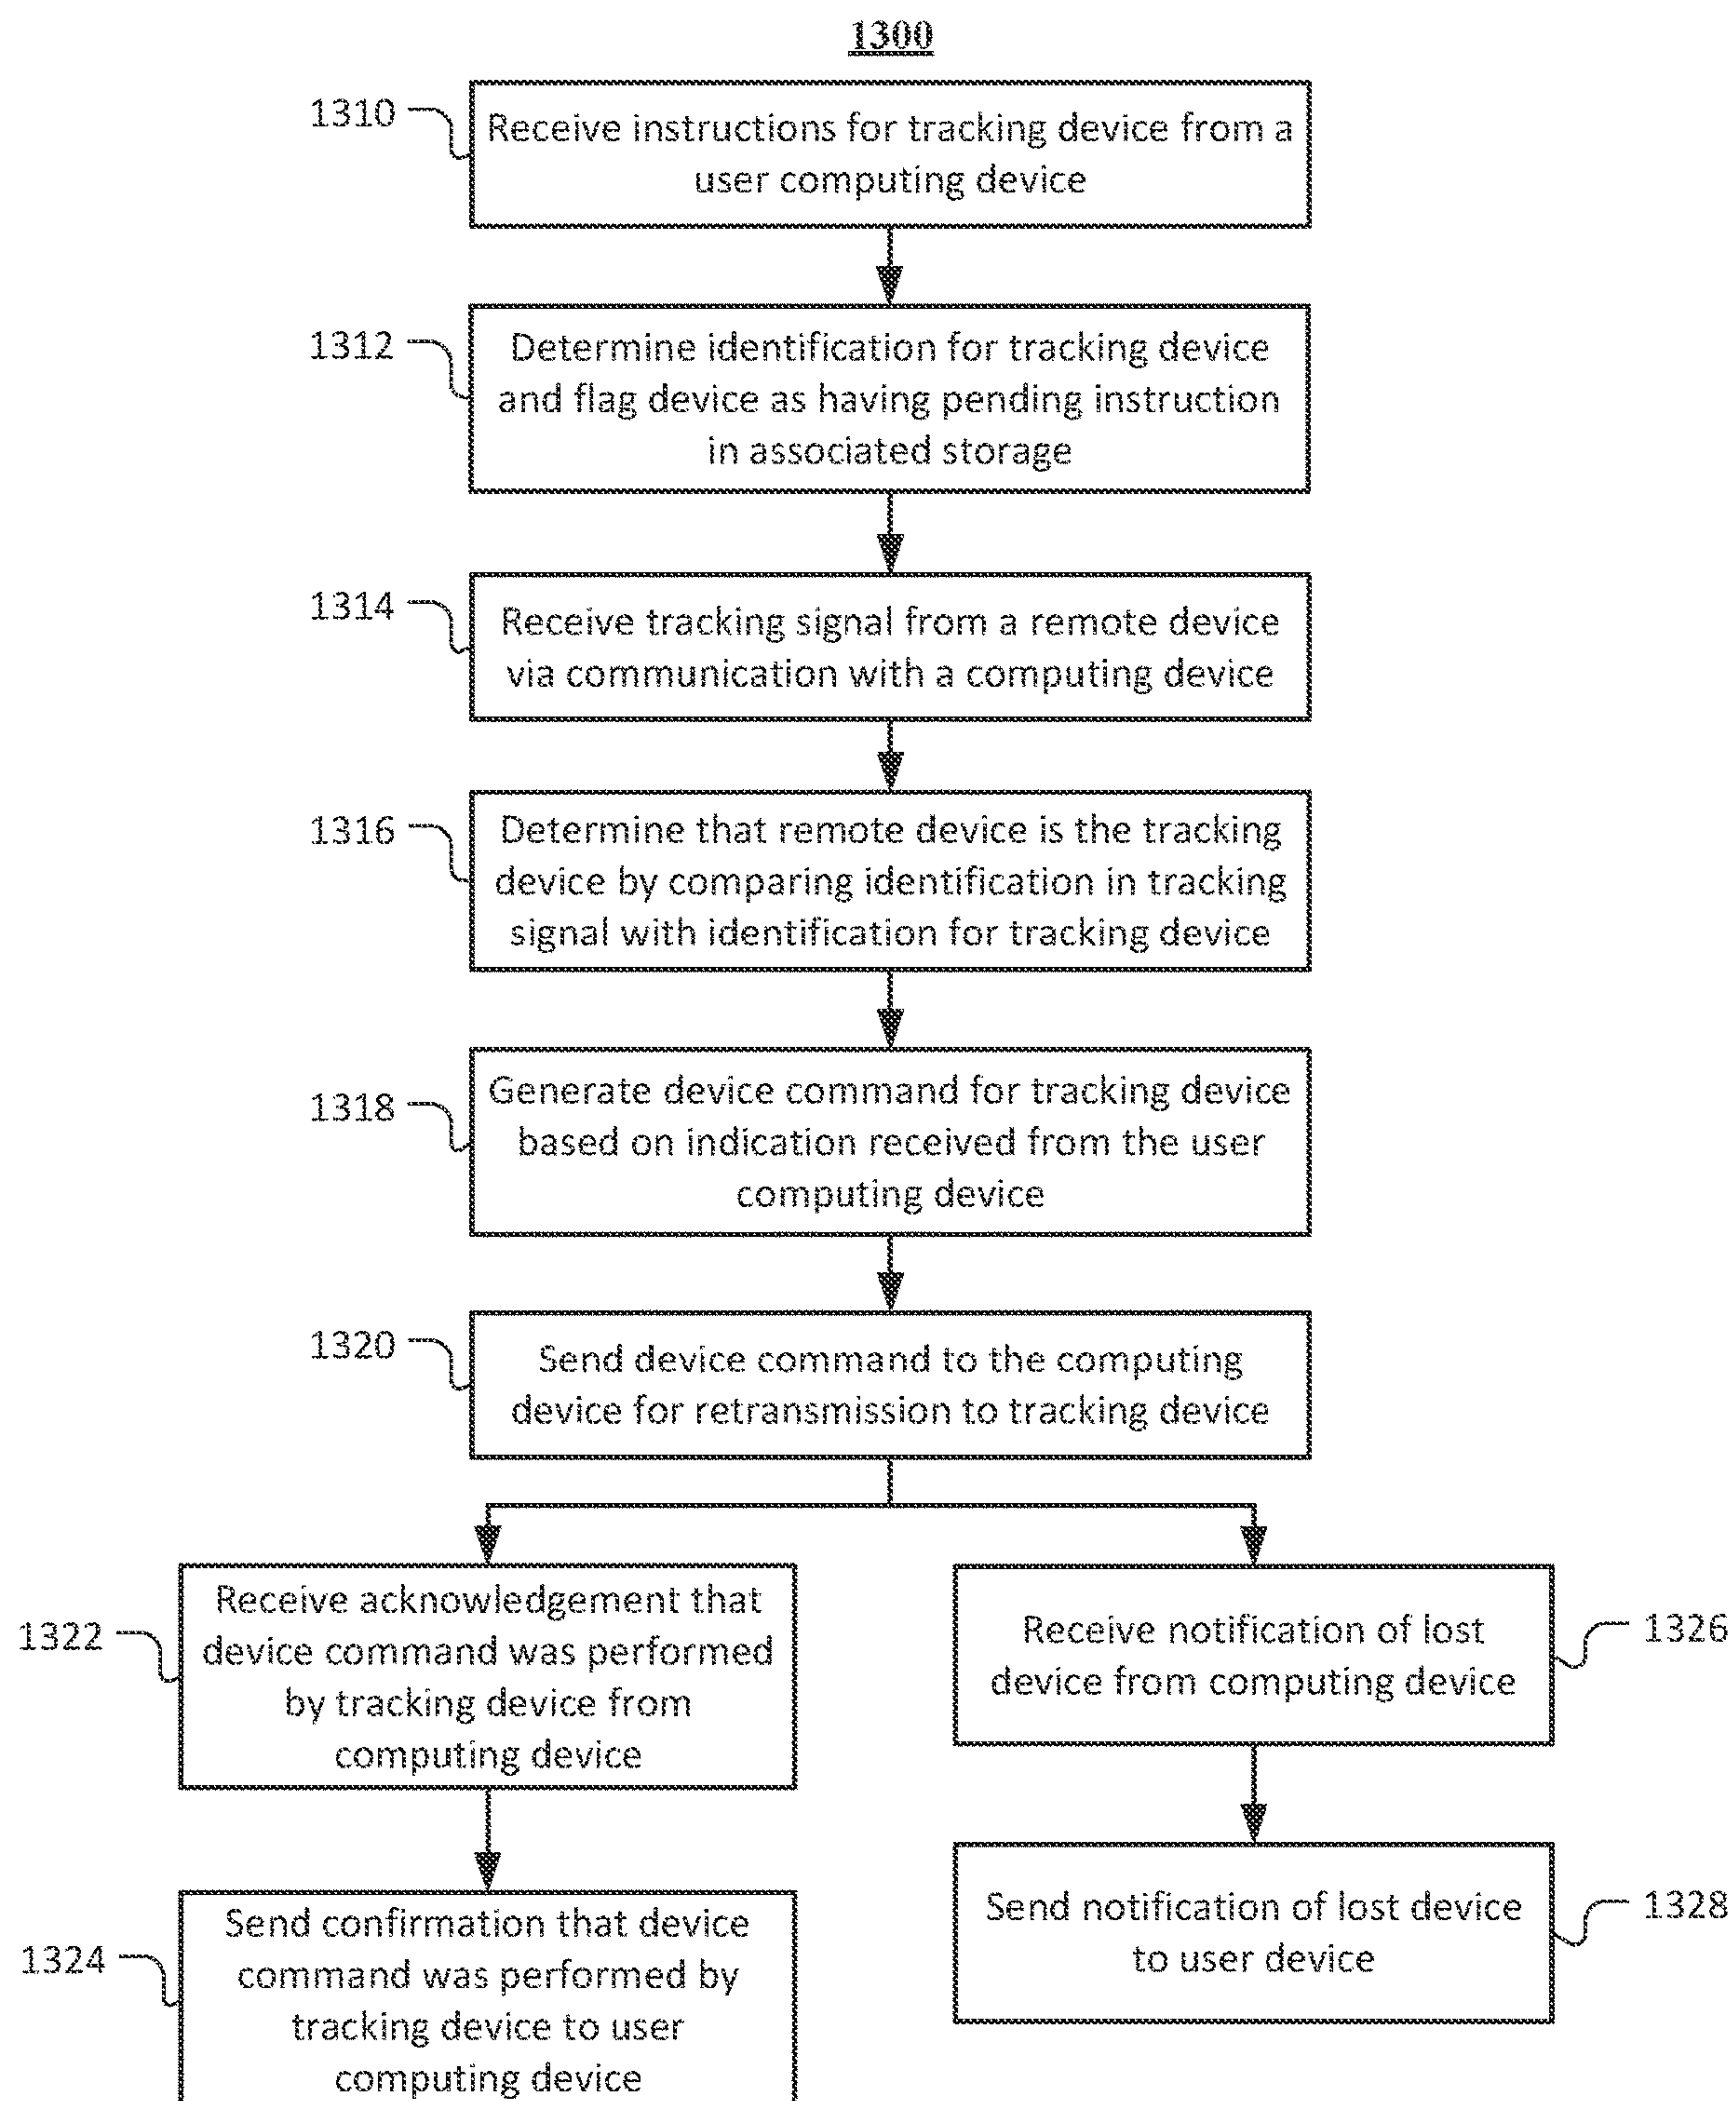 1300
1310
Receive instructions for tracking device from a
user computing device
1312
Determine identification for tracking device
and flag device as having pending instruction
in associated storage
1314
Receive tracking signal from a remote device
via communication with a computing device
1316
Determine that remote device is the tracking
device by comparing identification in tracking
signal with identification for tracking device
1318
Generate device command for tracking device
based on indication received from the user
computing device
1320
Send device command to the computing
device for retransmission to tracking device
1322
Receive acknowledgement that
device command was performed
by tracking device from
computing device
1326
Receive notification of lost
device from computing device
1324
Send confirmation that device
command was performed by
tracking device to user
computing device
1328
Send notification of lost device
to user device